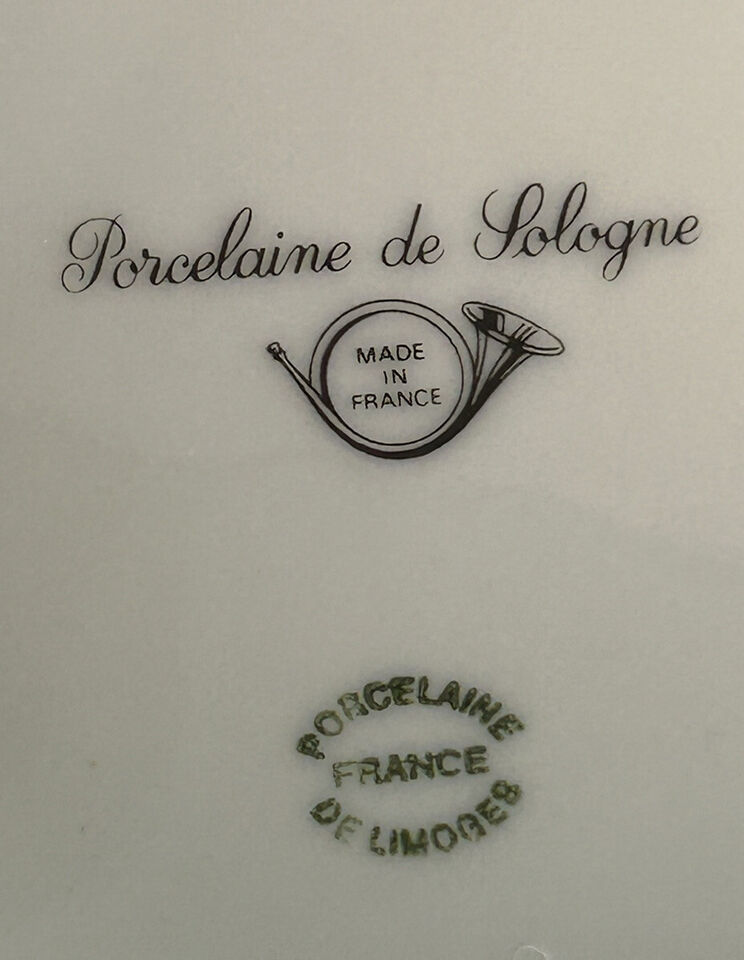 Porcelaine de Sologne
MADE
IN
FRANCE
PORCELAINE
FRANCE
DE LIMOGES